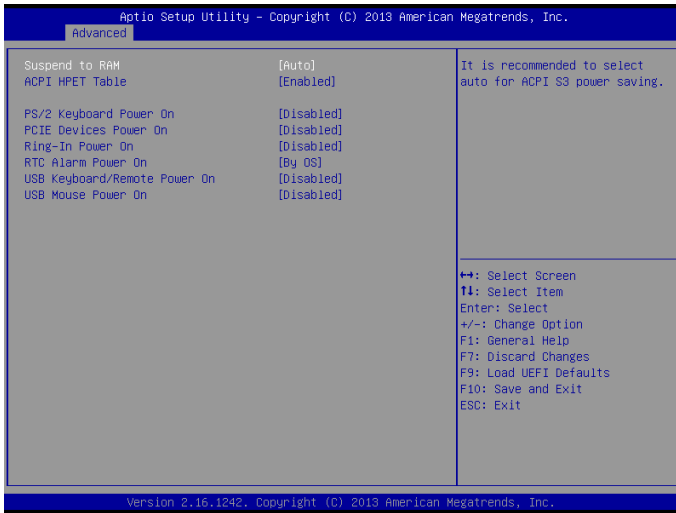 Aptio Setup Utility – Copyright (C) 2013 American Megatrends, Inc.
Advanced
Suspend to RAM [Auto]
ACPI HPET Table [Enabled]
PS/2 Keyboard Power On [Disabled]
PCIE Devices Power On [Disabled]
Ring-In Power On [Disabled]
RTC Alarm Power On [By OS]
USB Keyboard/Remote Power On [Disabled]
USB Mouse Power On [Disabled]
It is recommended to select
auto for ACPI S3 power saving.
↔: Select Screen
↑↓: Select Item
Enter: Select
+/-: Change Option
F1: General Help
F7: Discard Changes
F9: Load UEFI Defaults
F10: Save and Exit
ESC: Exit
Version 2.16.1242. Copyright (C) 2013 American Megatrends, Inc.